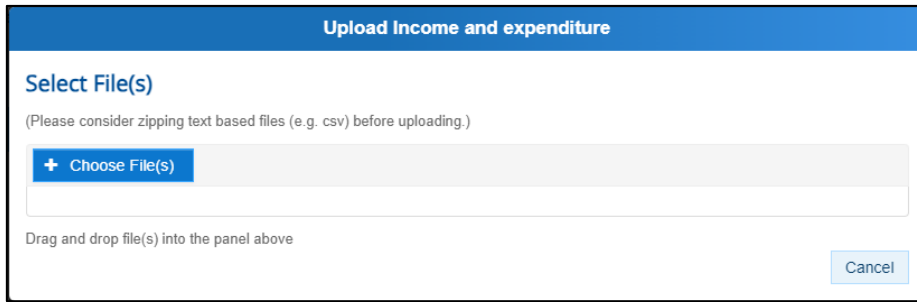 Upload Income and expenditure
Select File(s)
(Please consider zipping text based files (e.g. csv) before uploading.)
+ Choose File(s)
Drag and drop file(s) into the panel above
Cancel